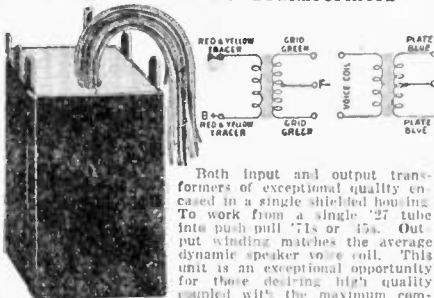 RED & YELLOW TRACER
GRID GREEN
B+
RED & YELLOW TRACER
F-
GRID GREEN
VOICE COIL
PLATE BLUE
PLATE BLUE
Both input and output trans-
formers of exceptional quality en-
cased in a single shielded housing.
To work from a single '27 tube
into push pull '71s or '45s. Out
put winding matches the average
dynamic speaker voice coil. This
unit is an exceptional opportunity
for those desiring high quality
coupled with the maximum com-